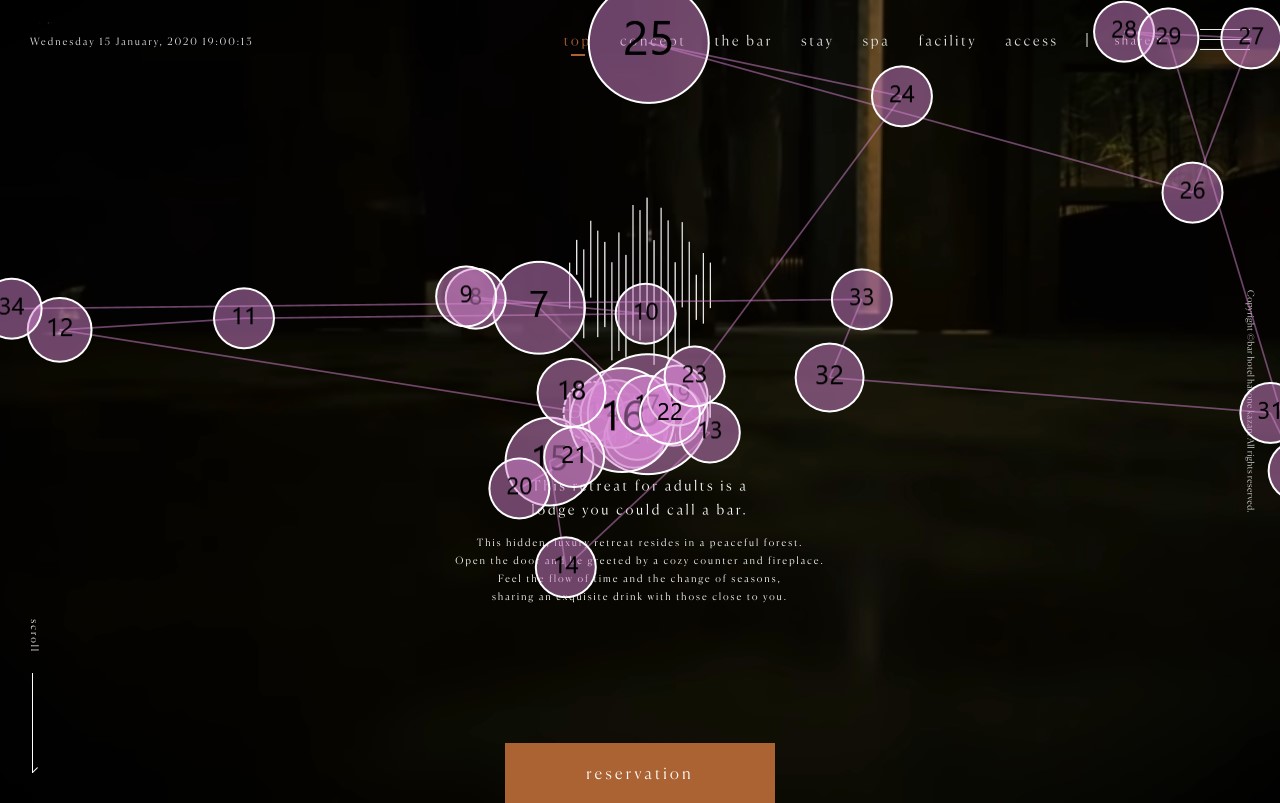 Wednesday 15 January, 2020 19:00:15
top concept the bar stay spa facility access | share
25
28
29
27
24
26
34
12
11
9
8
7
10
33
32
31
18
16
17
19
22
23
13
15
21
20
14
This retreat for adults is a
lodge you could call a bar.
This hidden, luxury retreat resides in a peaceful forest.
Open the door and be greeted by a cozy counter and fireplace.
Feel the flow of time and the change of seasons,
sharing an exquisite drink with those close to you.
scroll
reservation
Copyright ©bar hotel All rights reserved.